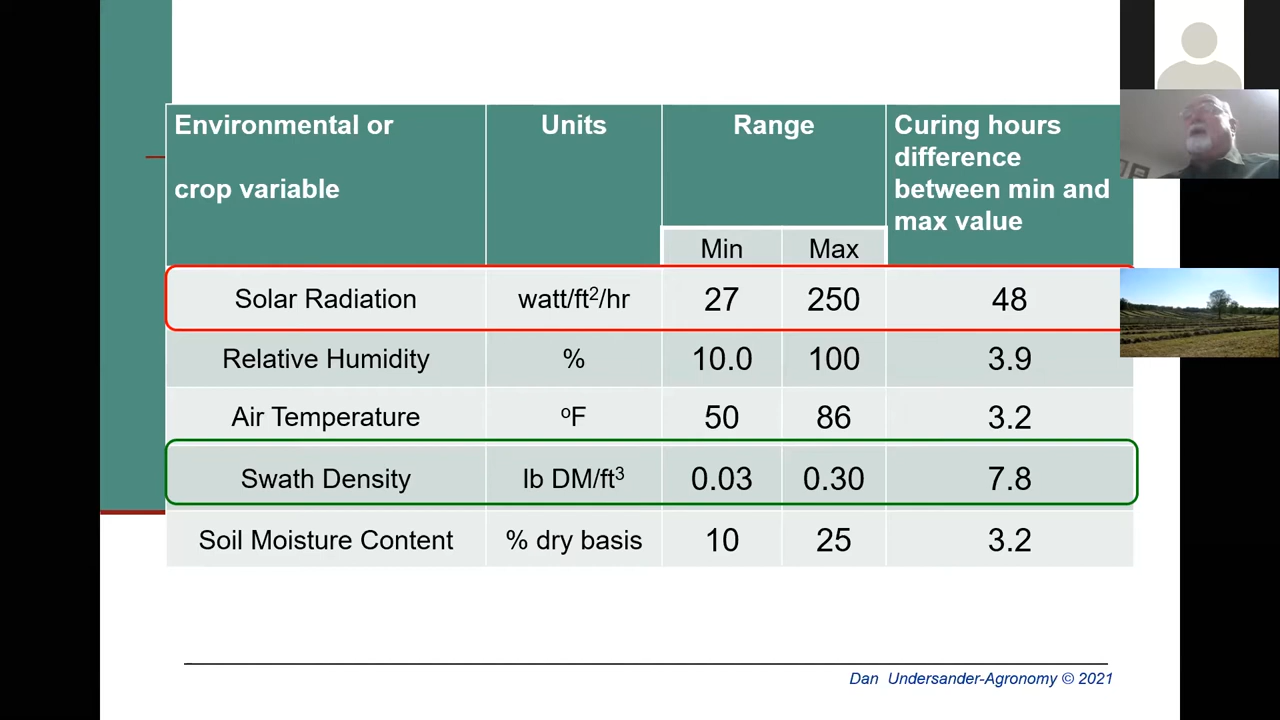 Environmental or
crop variable
Units
Range
Curing hours
difference
between min and
max value
Min
Max
Solar Radiation watt/ft²/hr 27 250 48
Relative Humidity % 10.0 100 3.9
Air Temperature ºF 50 86 3.2
Swath Density lb DM/ft³ 0.03 0.30 7.8
Soil Moisture Content % dry basis 10 25 3.2
Dan Undersander-Agronomy © 2021